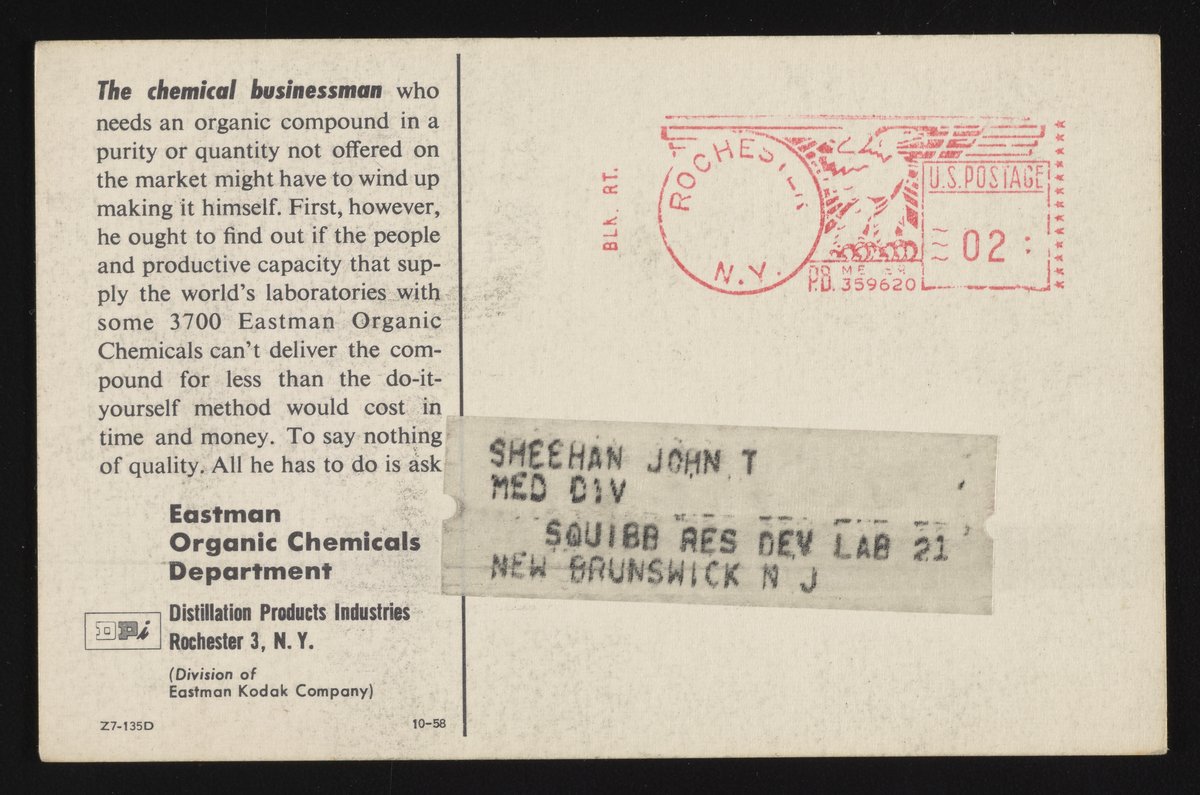 The chemical businessman who
needs an organic compound in a
purity or quantity not offered on
the market might have to wind up
making it himself. First, however,
he ought to find out if the people
and productive capacity that sup-
ply the world's laboratories with
some 3700 Eastman Organic
Chemicals can't deliver the com-
pound for less than the do-it-
yourself method would cost in
time and money. To say nothing
of quality. All he has to do is ask
Eastman
Organic Chemicals
Department
DPi
Distillation Products Industries
Rochester 3, N. Y.
(Division of
Eastman Kodak Company)
Z7-135D
10-58
BLK. RT.
ROCHESTER
N.Y.
U.S. POSTAGE
02
METER
359620
SHEEHAN JOHN T
MED DIV
SQUIBB RES DEV LAB 21
NEW BRUNSWICK N J